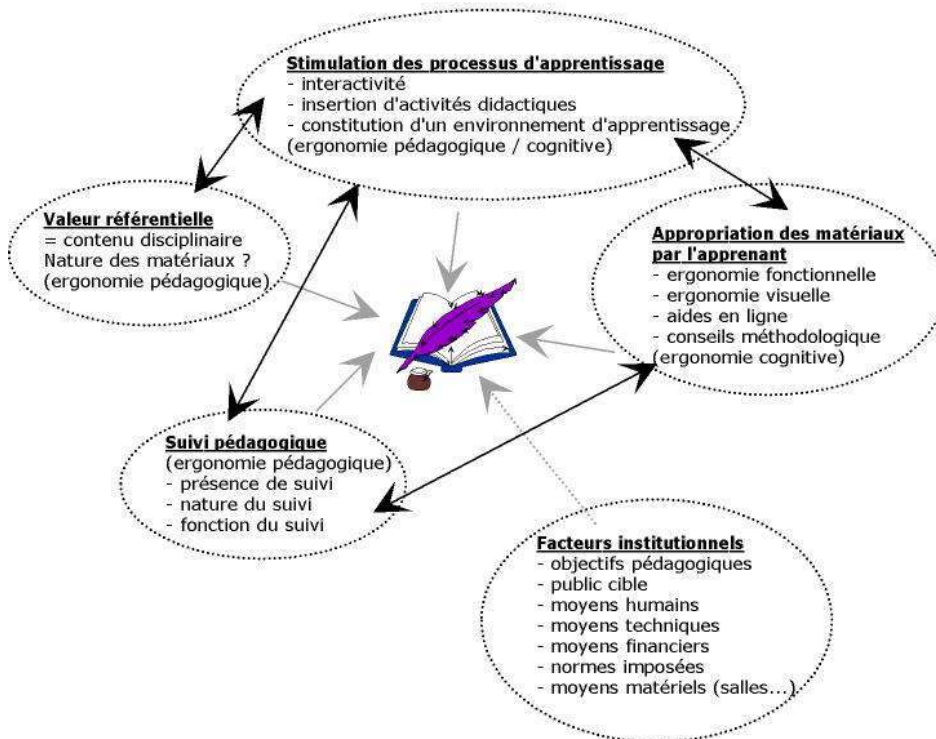 Stimulation des processus d'apprentissage
- interactivité
- insertion d'activités didactiques
- constitution d'un environnement d'apprentissage
(ergonomie pédagogique / cognitive)
Valeur référentielle
= contenu disciplinaire
Nature des matériaux ?
(ergonomie pédagogique)
Appropriation des matériaux
par l'apprenant
- ergonomie fonctionnelle
- ergonomie visuelle
- aides en ligne
- conseils méthodologique
(ergonomie cognitive)
Suivi pédagogique
(ergonomie pédagogique)
- présence de suivi
- nature du suivi
- fonction du suivi
Facteurs institutionnels
- objectifs pédagogiques
- public cible
- moyens humains
- moyens techniques
- moyens financiers
- normes imposées
- moyens matériels (salles...)